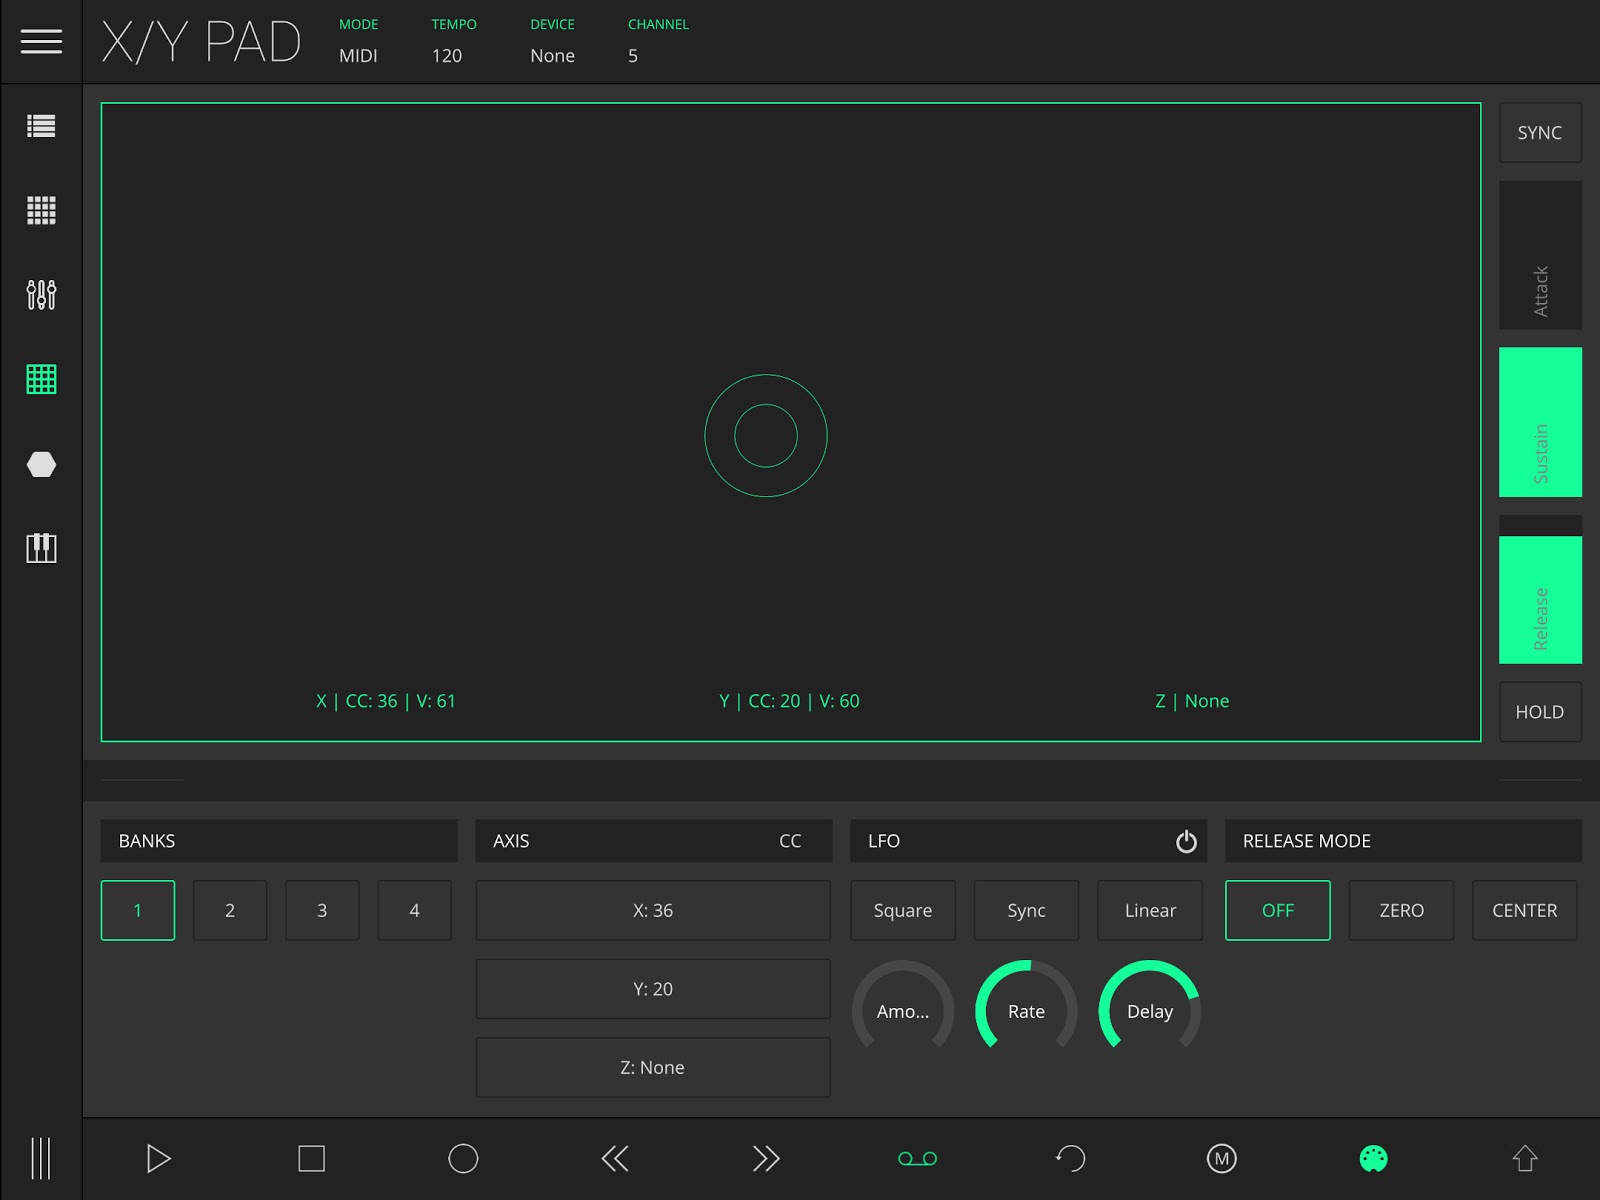 X/Y PAD
MODE TEMPO DEVICE CHANNEL
MIDI 120 None 5
SYNC
Attack
Sustain
Release
X | CC: 36 | V: 61 Y | CC: 20 | V: 60 Z | None
HOLD
BANKS AXIS CC LFO RELEASE MODE
1 2 3 4 X: 36 Square Sync Linear OFF ZERO CENTER
Y: 20
Amo... Rate Delay
Z: None
M